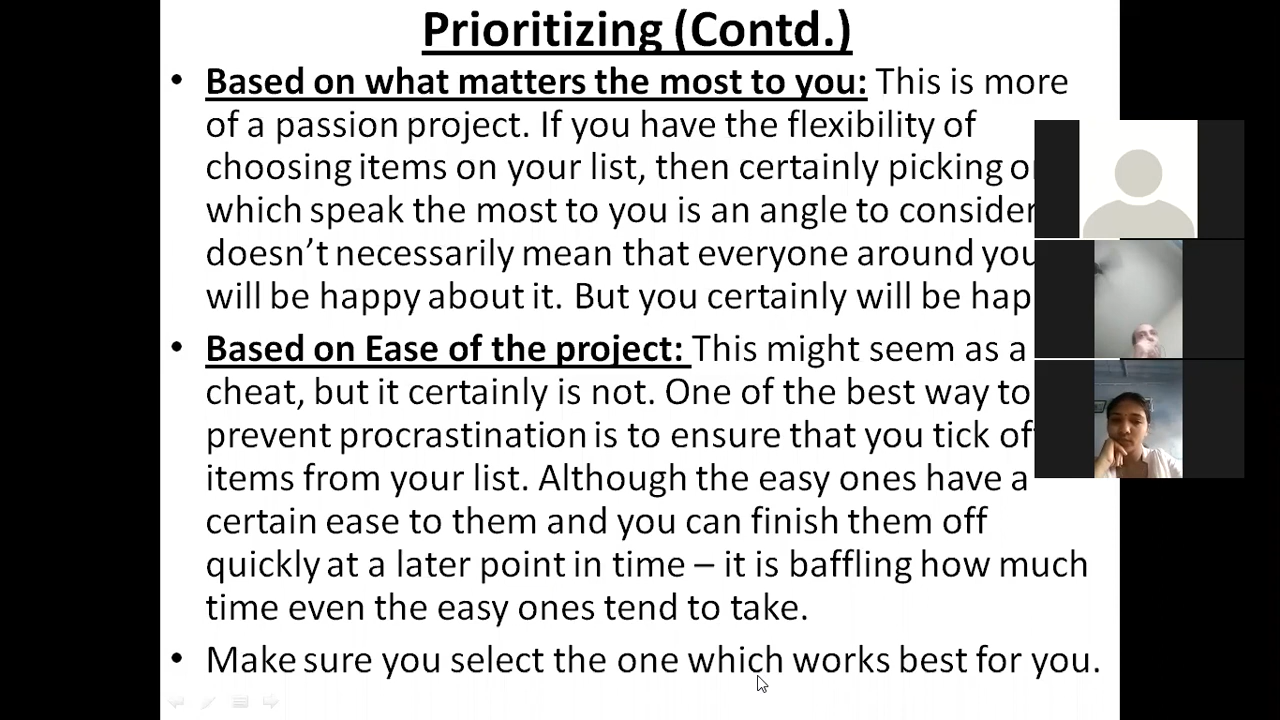 Prioritizing (Contd.)
• Based on what matters the most to you: This is more
of a passion project. If you have the flexibility of
choosing items on your list, then certainly picking
which speak the most to you is an angle to consider
doesn’t necessarily mean that everyone around you
will be happy about it. But you certainly will be
• Based on Ease of the project: This might seem as a
cheat, but it certainly is not. One of the best way to
prevent procrastination is to ensure that you tick
items from your list. Although the easy ones have a
certain ease to them and you can finish them off
quickly at a later point in time – it is baffling how much
time even the easy ones tend to take.
• Make sure you select the one which works best for you.